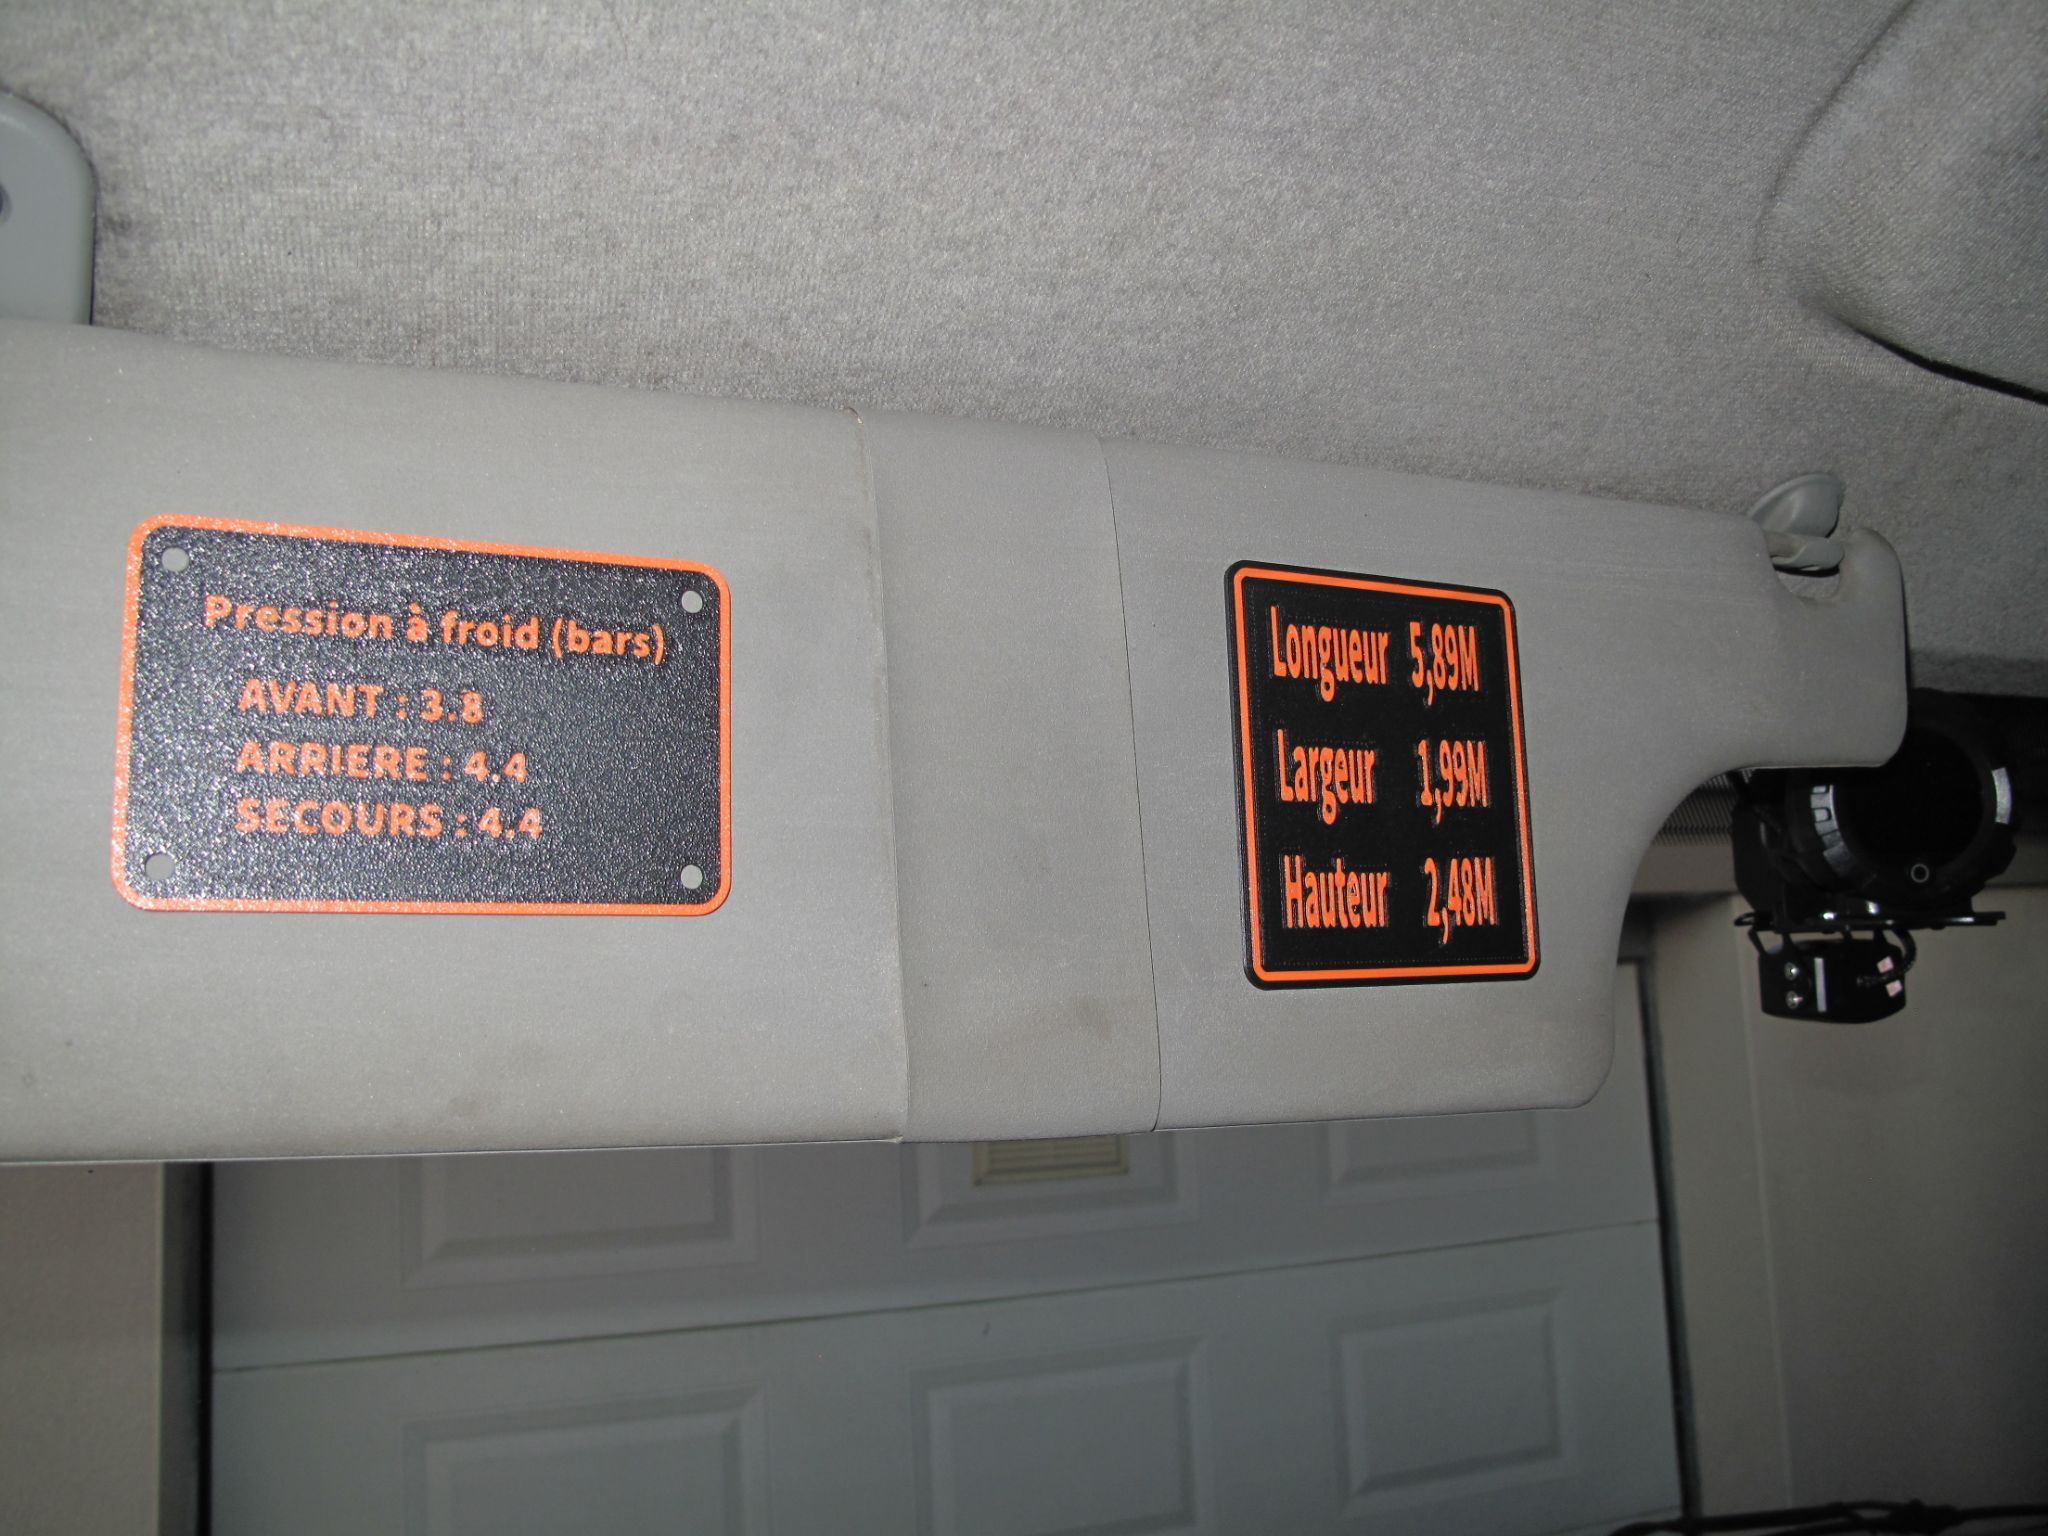 Pression à froid (bars)
AVANT : 3.8
ARRIERE : 4.4
SECOURS : 4.4
Longueur 5,89M
Largeur 1,99M
Hauteur 2,48M